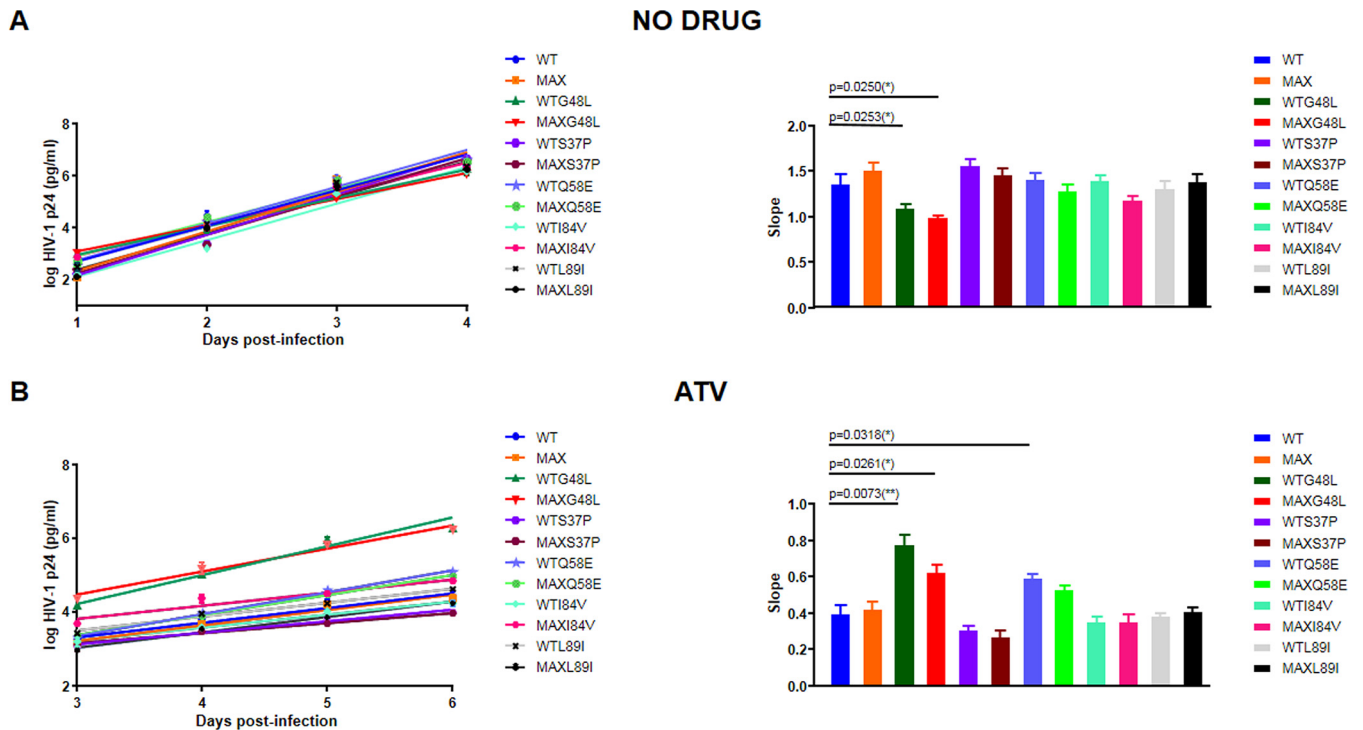 A
NO DRUG
log HIV-1 p24 (pg/ml)
8
6
4
2
1
2
3
4
Days post-infection
WT
MAX
WTG48L
MAXG48L
WTS37P
MAXS37P
WTQ58E
MAXQ58E
WTI84V
MAXI84V
WTL89I
MAXL89I
p=0.0250(*)
p=0.0253(*)
Slope
2.0
1.5
1.0
0.5
0.0
WT
MAX
WTG48L
MAXG48L
WTS37P
MAXS37P
WTQ58E
MAXQ58E
WTI84V
MAXI84V
WTL89I
MAXL89I
B
ATV
log HIV-1 p24 (pg/ml)
8
6
4
2
3
4
5
6
Days post-infection
WT
MAX
WTG48L
MAXG48L
WTS37P
MAXS37P
WTQ58E
MAXQ58E
WTI84V
MAXI84V
WTL89I
MAXL89I
p=0.0318(*)
p=0.0261(*)
p=0.0073(**)
Slope
1.0
0.8
0.6
0.4
0.2
0.0
WT
MAX
WTG48L
MAXG48L
WTS37P
MAXS37P
WTQ58E
MAXQ58E
WTI84V
MAXI84V
WTL89I
MAXL89I